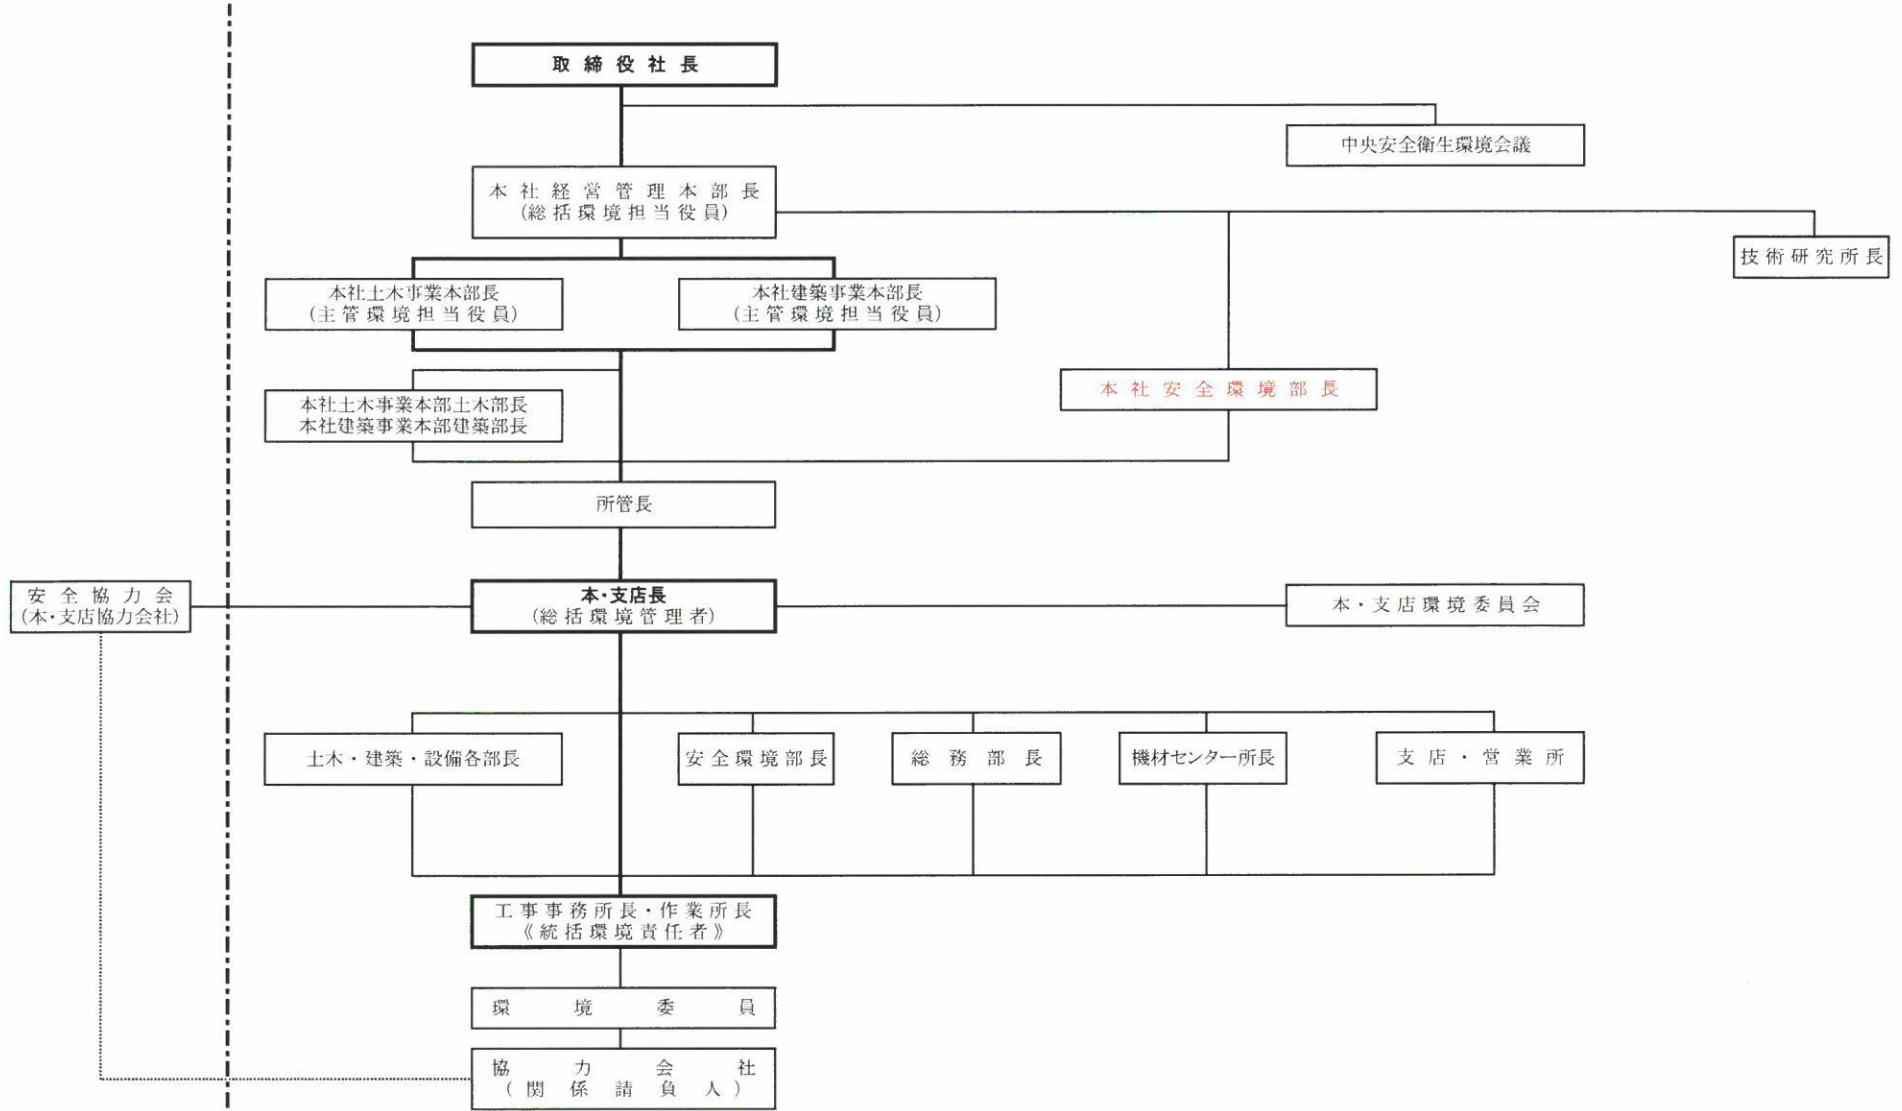 取締役社長
中央安全衛生環境会議
本社経営管理本部長
(総括環境担当役員)
技術研究所長
本社土木事業本部長
(主管環境担当役員)
本社建築事業本部長
(主管環境担当役員)
本社安全環境部長
本社土木事業本部土木部長
本社建築事業本部建築部長
所管長
安全協力会
(本・支店協力会社)
本・支店長
(総括環境管理者)
本・支店環境委員会
土木・建築・設備各部長
安全環境部長
総務部長
機材センター所長
支店・営業所
工事事務所長・作業所長
《統括環境責任者》
環境委員
協力会社
(関係請負人)